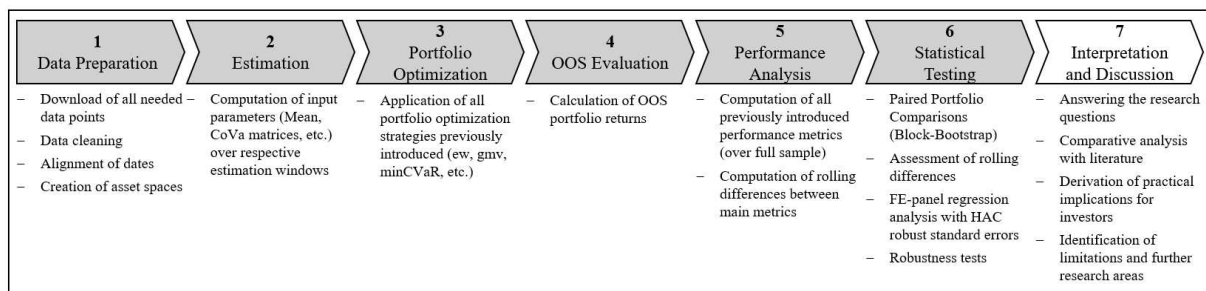 1
Data Preparation
– Download of all needed
data points
– Data cleaning
– Alignment of dates
– Creation of asset spaces
2
Estimation
– Computation of input
parameters (Mean,
CoVa matrices, etc.)
over respective
estimation windows
3
Portfolio
Optimization
– Application of all
portfolio optimization
strategies previously
introduced (ew, gmv,
minCVaR, etc.)
4
OOS Evaluation
– Calculation of OOS
portfolio returns
5
Performance
Analysis
– Computation of all
previously introduced
performance metrics
(over full sample)
– Computation of rolling
differences between
main metrics
6
Statistical
Testing
– Paired Portfolio
Comparisons
(Block-Bootstrap)
– Assessment of rolling
differences
– FE-panel regression
analysis with HAC
robust standard errors
– Robustness tests
7
Interpretation
and Discussion
– Answering the research
questions
– Comparative analysis
with literature
– Derivation of practical
implications for
investors
– Identification of
limitations and further
research areas